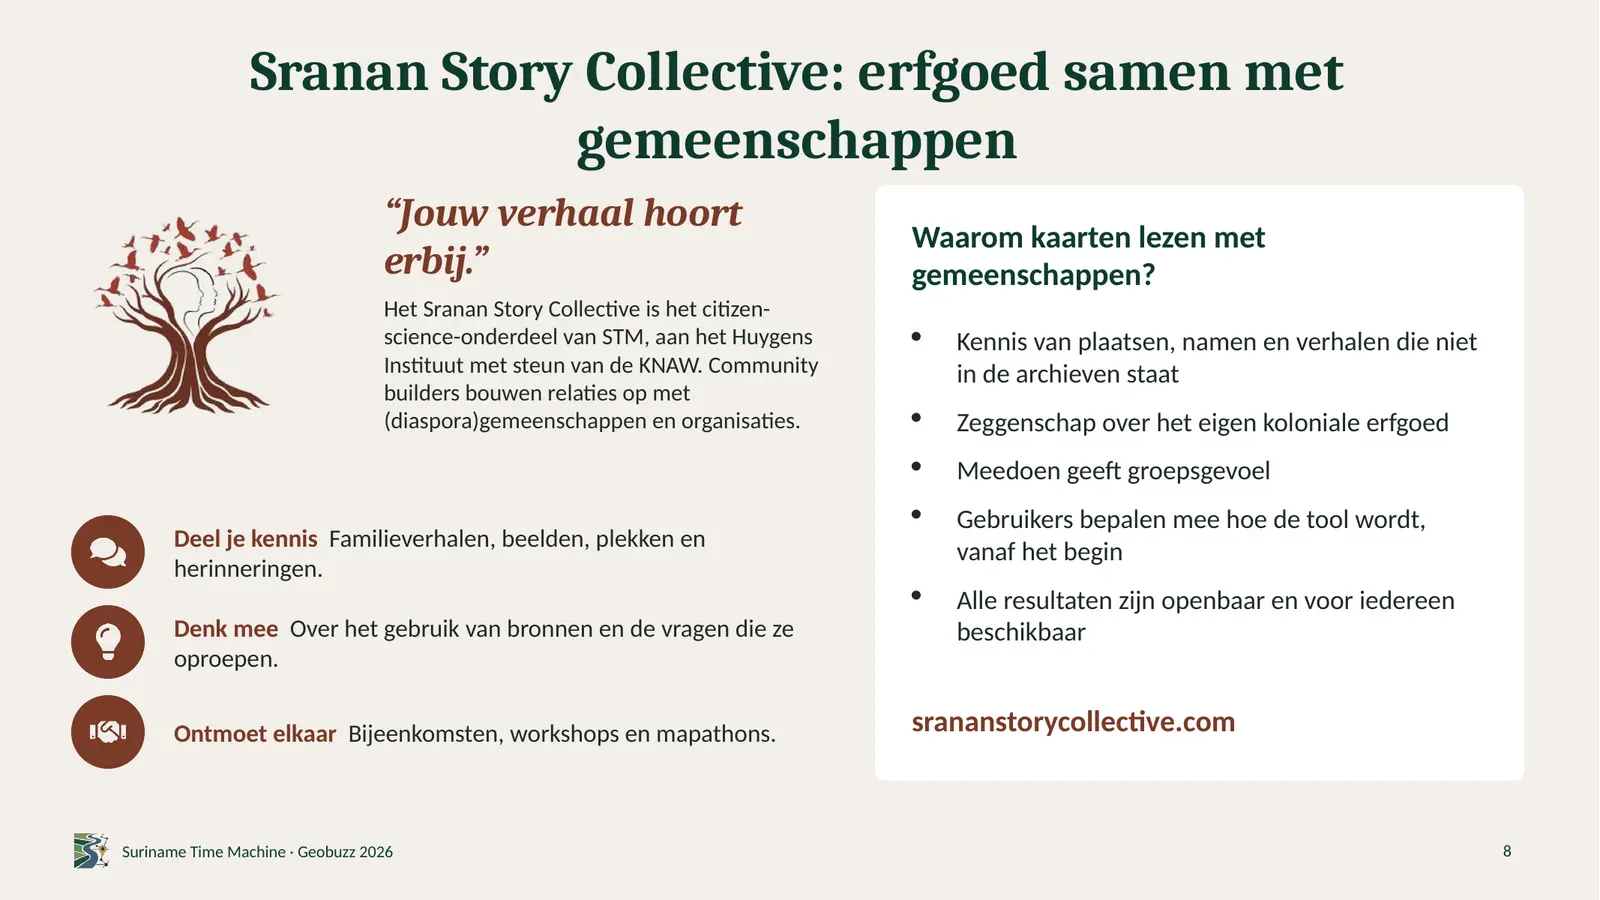 Sranan Story Collective: erfgoed samen met
gemeenschappen
“Jouw verhaal hoort
erbij.”
Het Sranan Story Collective is het citizen-
science-onderdeel van STM, aan het Huygens
Instituut met steun van de KNAW. Community
builders bouwen relaties op met
(diaspora)gemeenschappen en organisaties.
Deel je kennis  Familieverhalen, beelden, plekken en
herinneringen.
Denk mee  Over het gebruik van bronnen en de vragen die ze
oproepen.
Ontmoet elkaar  Bijeenkomsten, workshops en mapathons.
Waarom kaarten lezen met
gemeenschappen?
• Kennis van plaatsen, namen en verhalen die niet
in de archieven staat
• Zeggenschap over het eigen koloniale erfgoed
• Meedoen geeft groepsgevoel
• Gebruikers bepalen mee hoe de tool wordt,
vanaf het begin
• Alle resultaten zijn openbaar en voor iedereen
beschikbaar
srananstorycollective.com
Suriname Time Machine · Geobuzz 2026
8